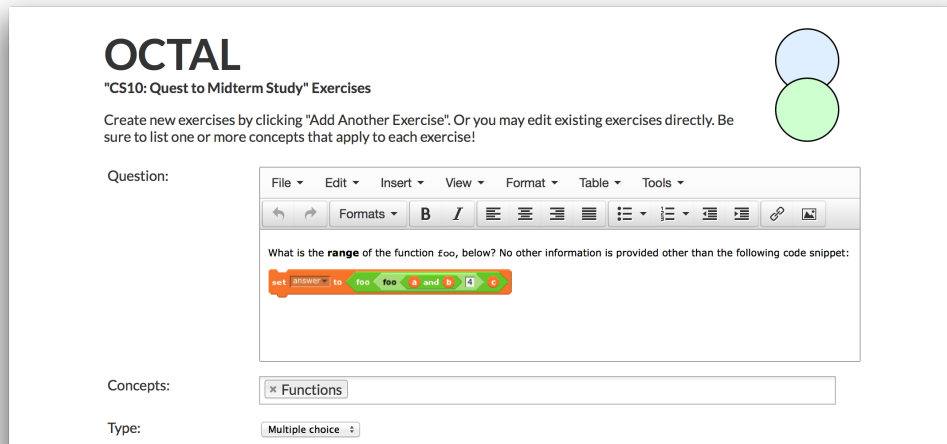 OCTAL
"CS10: Quest to Midterm Study" Exercises
Create new exercises by clicking "Add Another Exercise". Or you may edit existing exercises directly. Be
sure to list one or more concepts that apply to each exercise!
Question:
File Edit Insert View Format Table Tools
Formats B I
What is the range of the function foo, below? No other information is provided other than the following code snippet:
set answer to foo foo a and b 4 c
Concepts:
× Functions
Type:
Multiple choice